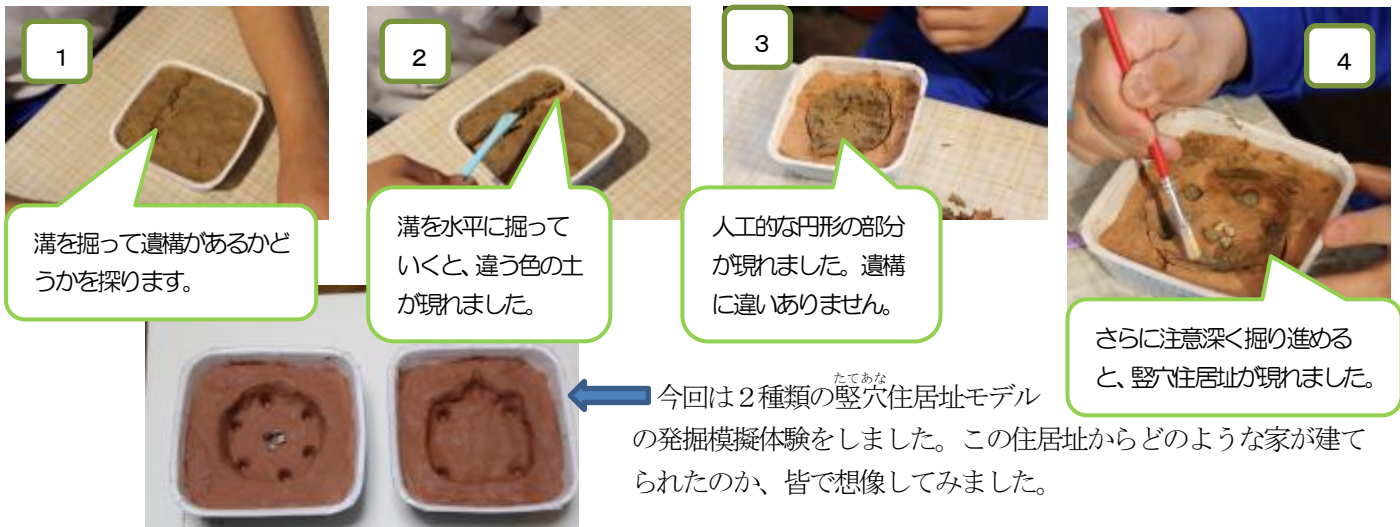 1
溝を掘って遺構があるかど
うかを探ります。
2
溝を水平に掘って
いくと、違う色の土
が現れました。
3
人工的な円形の部分
が現れました。遺構
に違いありません。
4
さらに注意深く掘り進める
と、竪穴住居址が現れました。
今回は２種類の竪穴住居址モデル
たてあな
の発掘模擬体験をしました。この住居址からどのような家が建て
られたのか、皆で想像してみました。